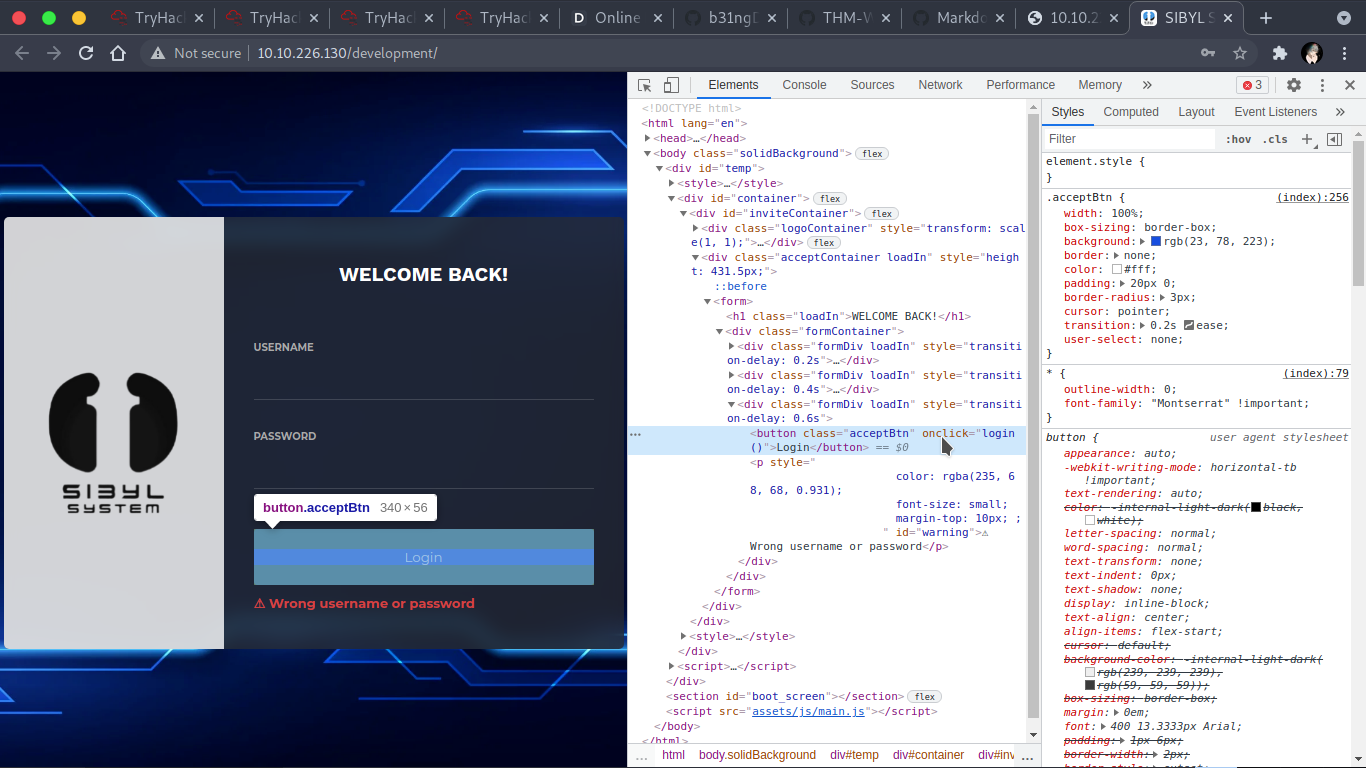 TryHac
TryHac
TryHac
TryHac
Online
b31ngD
THM-W
Markdo
10.10.2
SIBYL S
Not secure
10.10.226.130/development/
WELCOME BACK!
USERNAME
PASSWORD
SIBYL
SYSTEM
button.acceptBtn 340×56
Login
⚠ Wrong username or password
Elements Console Sources Network Performance Memory » 3
<!DOCTYPE html>
<html lang="en">
<head>…</head>
<body class="solidBackground"> flex
<div id="temp">
<style>…</style>
<div id="container"> flex
<div id="inviteContainer"> flex
<div class="logoContainer" style="transform: scal
e(1, 1);">…</div> flex
<div class="acceptContainer loadIn" style="heigh
t: 431.5px;">
::before
<form>
<h1 class="loadIn">WELCOME BACK!</h1>
<div class="formContainer">
<div class="formDiv loadIn" style="transiti
on-delay: 0.2s">…</div>
<div class="formDiv loadIn" style="transiti
on-delay: 0.4s">…</div>
<div class="formDiv loadIn" style="transiti
on-delay: 0.6s">
… <button class="acceptBtn" onclick="login
()">Login</button> == $0
<p style="
color: rgba(235, 6
8, 68, 0.931);
font-size: small;
margin-top: 10px; ;
" id="warning">⚠
Wrong username or password</p>
</div>
</div>
</form>
</div>
</div>
<style>…</style>
</div>
<script>…</script>
</div>
<section id="boot_screen"></section> flex
<script src="assets/js/main.js"></script>
</body>
</html>
… html body.solidBackground div#temp div#container div#inv …
Styles Computed Layout Event Listeners »
Filter :hov .cls +
element.style {
}
.acceptBtn { (index):256
width: 100%;
box-sizing: border-box;
background: rgb(23, 78, 223);
border: none;
color: #fff;
padding: 20px 0;
border-radius: 3px;
cursor: pointer;
transition: 0.2s ease;
user-select: none;
}
* { (index):79
outline-width: 0;
font-family: "Montserrat" !important;
}
button { user agent stylesheet
appearance: auto;
-webkit-writing-mode: horizontal-tb
!important;
text-rendering: auto;
color: -internal-light-dark(black,
white);
letter-spacing: normal;
word-spacing: normal;
text-transform: none;
text-indent: 0px;
text-shadow: none;
display: inline-block;
text-align: center;
align-items: flex-start;
cursor: default;
background-color: -internal-light-dark(
rgb(239, 239, 239),
rgb(59, 59, 59));
box-sizing: border-box;
margin: 0em;
font: 400 13.3333px Arial;
padding: 1px 6px;
border-width: 2px;